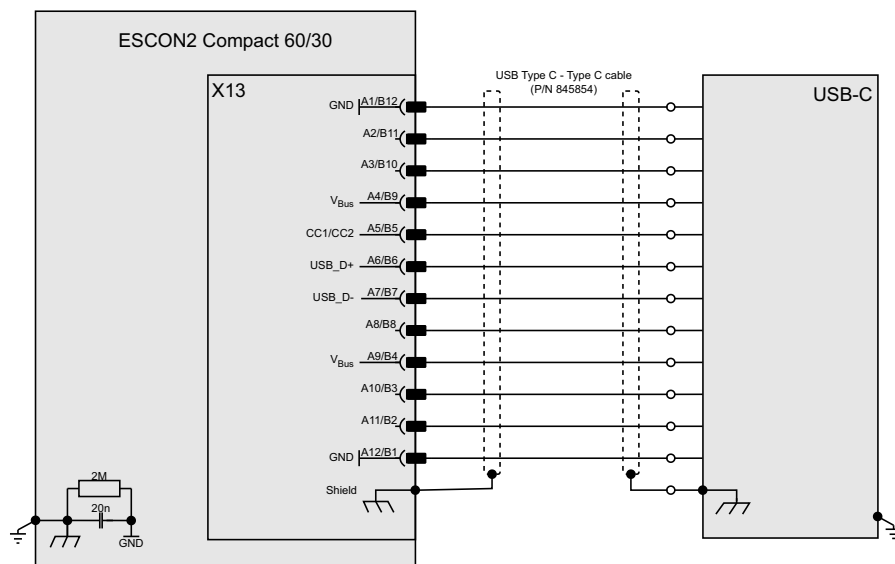 ESCON2 Compact 60/30
USB Type C - Type C cable
(P/N 845854)
X13
USB-C
GND A1/B12
A2/B11
A3/B10
VBus A4/B9
CC1/CC2 A5/B5
USB_D+ A6/B6
USB_D- A7/B7
A8/B8
VBus A9/B4
A10/B3
A11/B2
GND A12/B1
Shield
2M
20n
GND